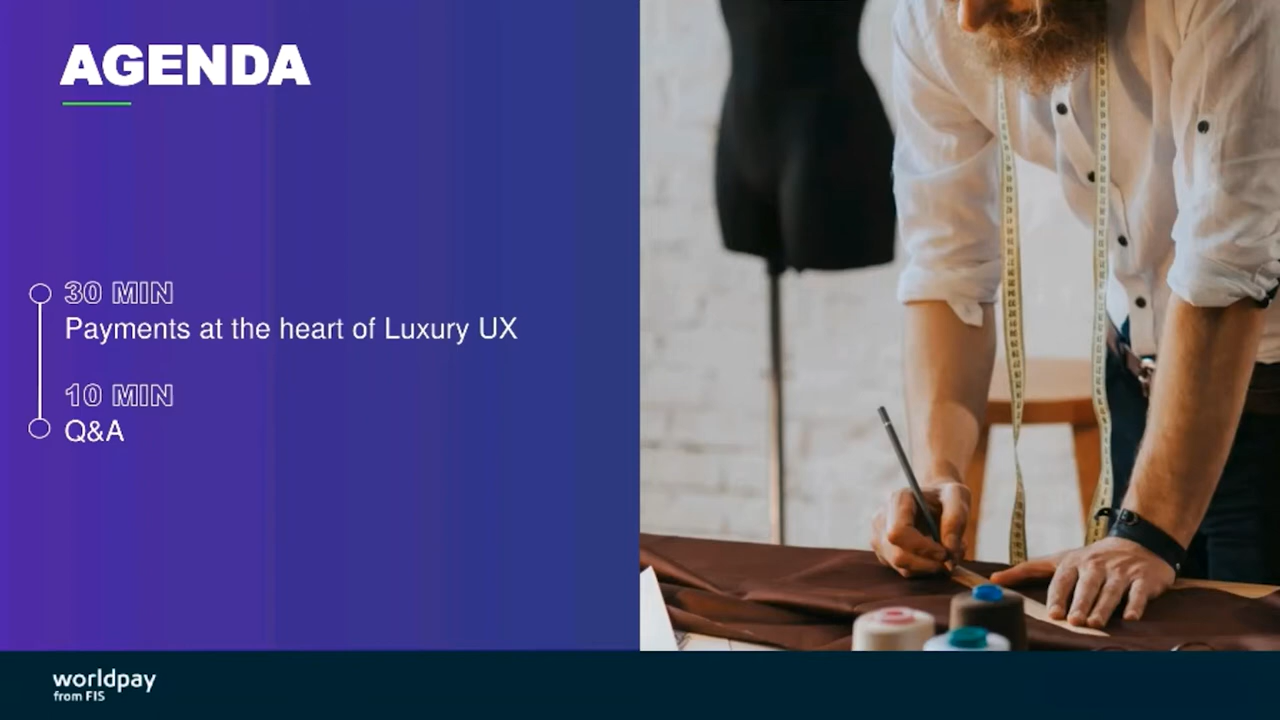 AGENDA
30 MIN
Payments at the heart of Luxury UX
10 MIN
Q&A
worldpay
from FIS